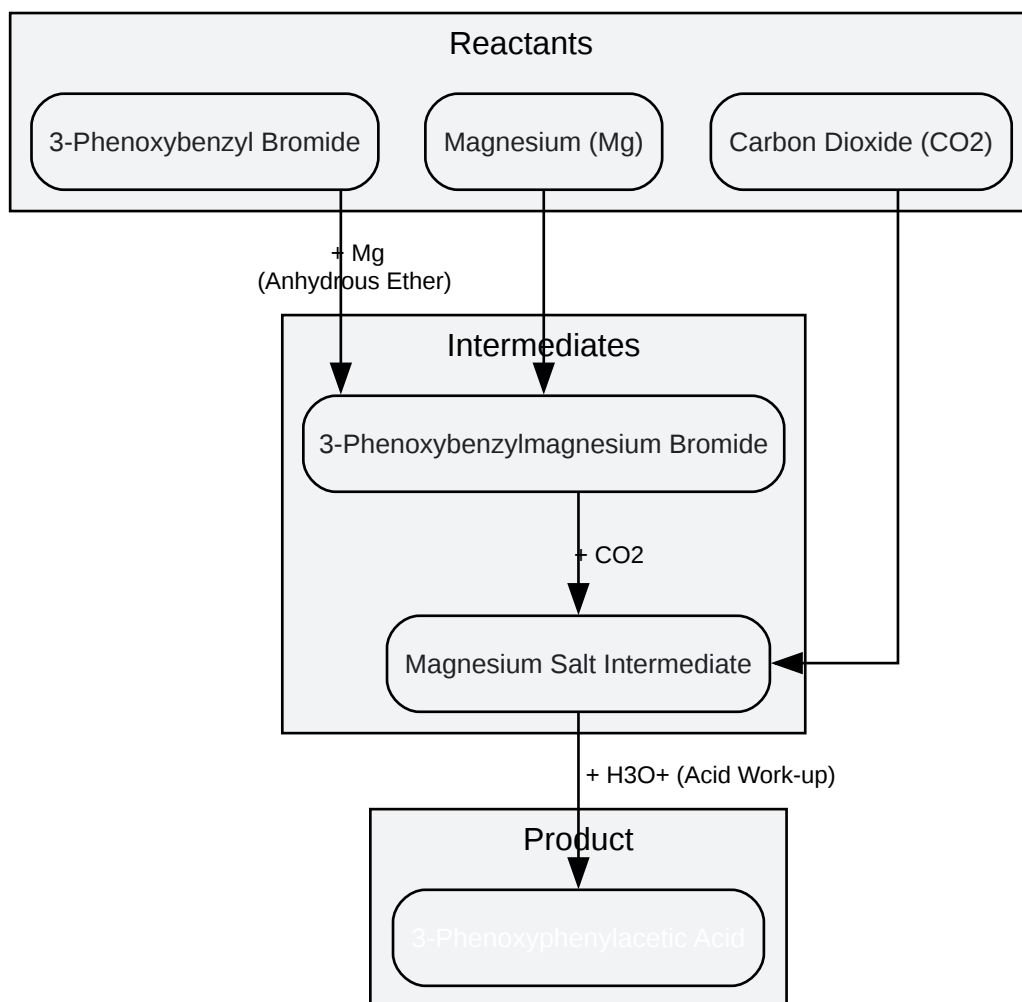 Reactants
3-Phenoxybenzyl Bromide
Magnesium (Mg)
Carbon Dioxide (CO2)
+ Mg
(Anhydrous Ether)
Intermediates
3-Phenoxybenzylmagnesium Bromide
+ CO2
Magnesium Salt Intermediate
+ H3O+ (Acid Work-up)
Product
3-Phenoxyphenylacetic Acid